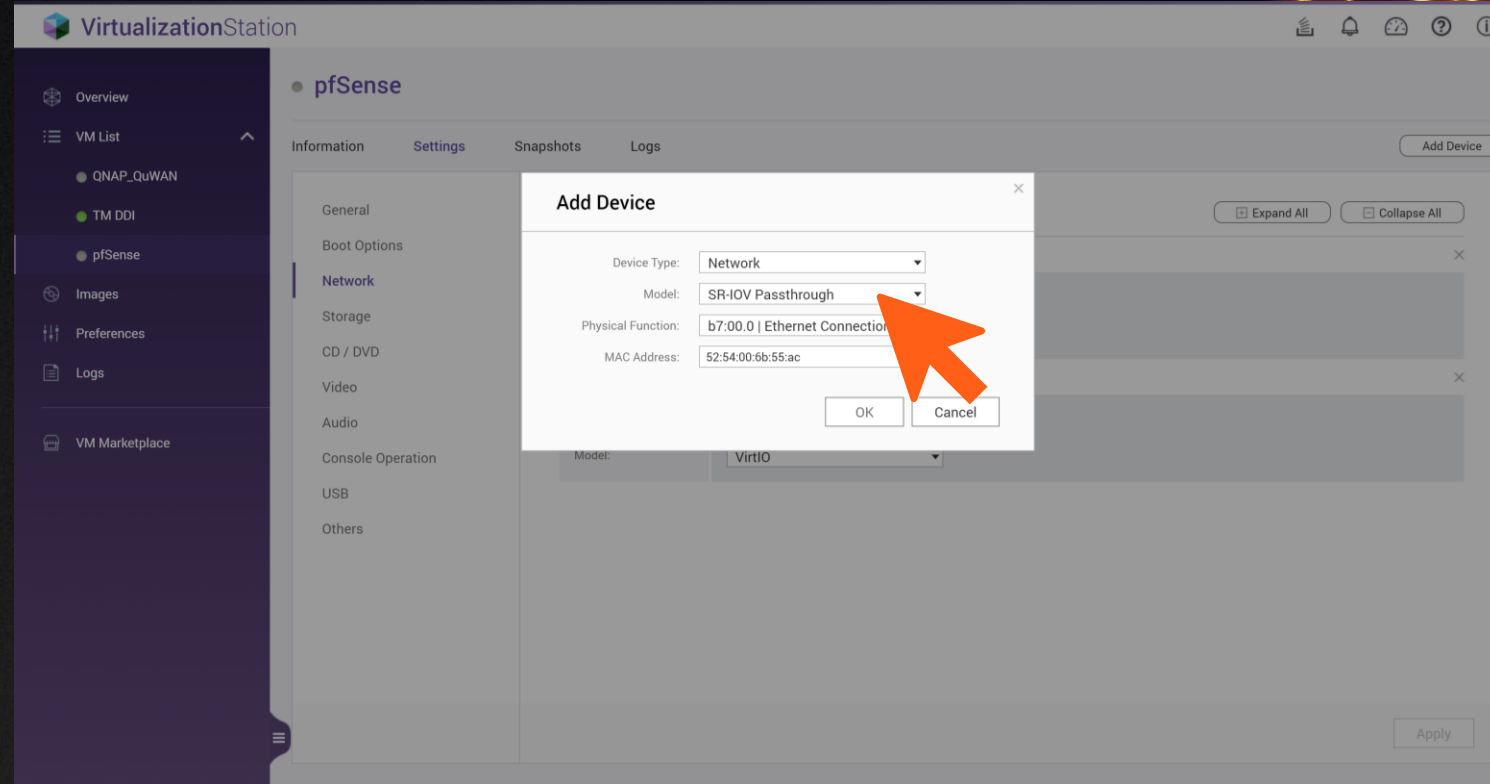 VirtualizationStation
Overview
VM List
QNAP_QuWAN
TM DDI
pfSense
Images
Preferences
Logs
VM Marketplace
pfSense
Information Settings Snapshots Logs
Add Device
General
Boot Options
Network
Storage
CD / DVD
Video
Audio
Console Operation
USB
Others
Expand All Collapse All
Add Device
Device Type: Network
Model: SR-IOV Passthrough
Physical Function: b7:00.0 | Ethernet Connection
MAC Address: 52:54:00:6b:55:ac
OK Cancel
Model: VirtIO
Apply